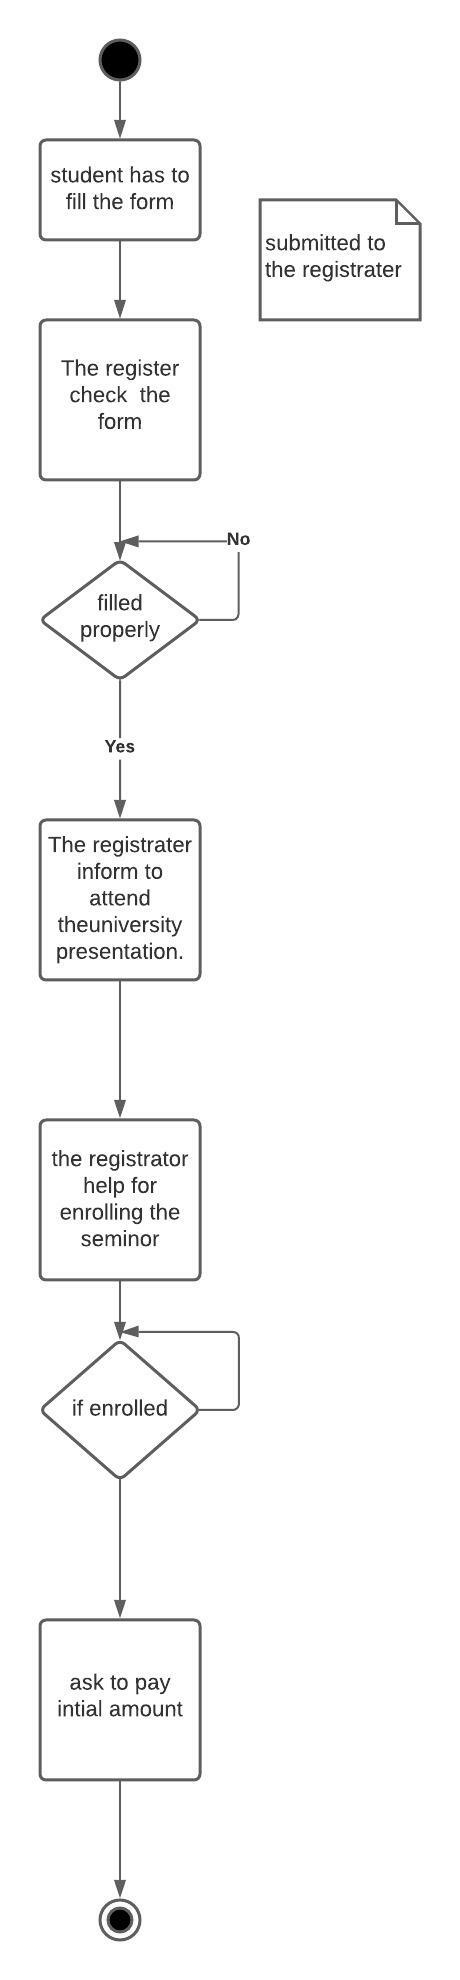 student has to
fill the form
submitted to
the registrater
The register
check  the
form
No
filled
properly
Yes
The registrater
inform to
attend
theuniversity
presentation.
the registrator
help for
enrolling the
seminor
if enrolled
ask to pay
intial amount